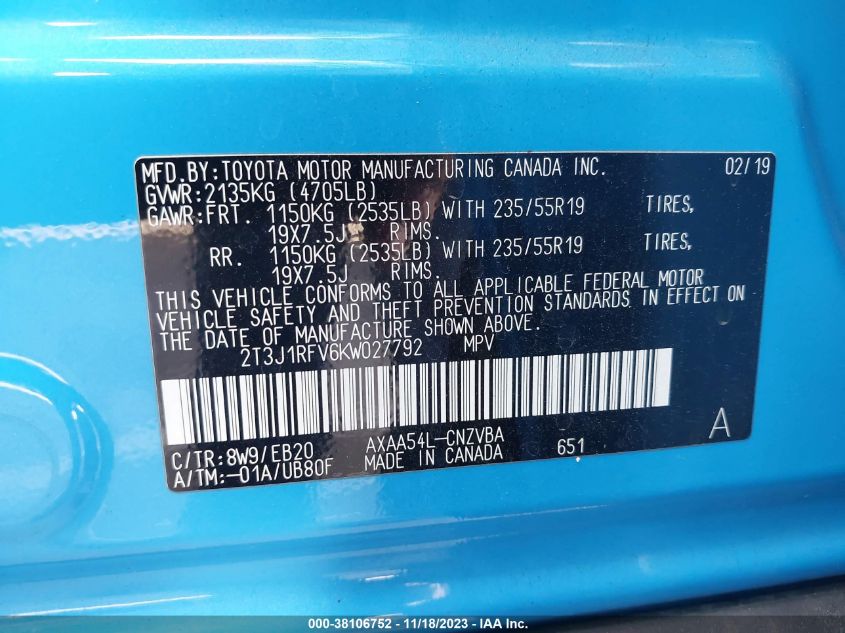 MFD.BY:TOYOTA MOTOR MANUFACTURING CANADA INC. 02/19
GVWR:2135KG (4705LB)
GAWR:FRT. 1150KG (2535LB) WITH 235/55R19 TIRES,
19X7.5J RIMS.
RR. 1150KG (2535LB) WITH 235/55R19 TIRES,
19X7.5J RIMS.
THIS VEHICLE CONFORMS TO ALL APPLICABLE FEDERAL MOTOR
VEHICLE SAFETY AND THEFT PREVENTION STANDARDS IN EFFECT ON
THE DATE OF MANUFACTURE SHOWN ABOVE.
2T3J1RFV6KW027792 MPV
C/TR:8W9/EB20 AXAA54L-CNZVBA 651 A
A/TM:-01A/UB80F MADE IN CANADA
000-38106752 - 11/18/2023 - IAA Inc.